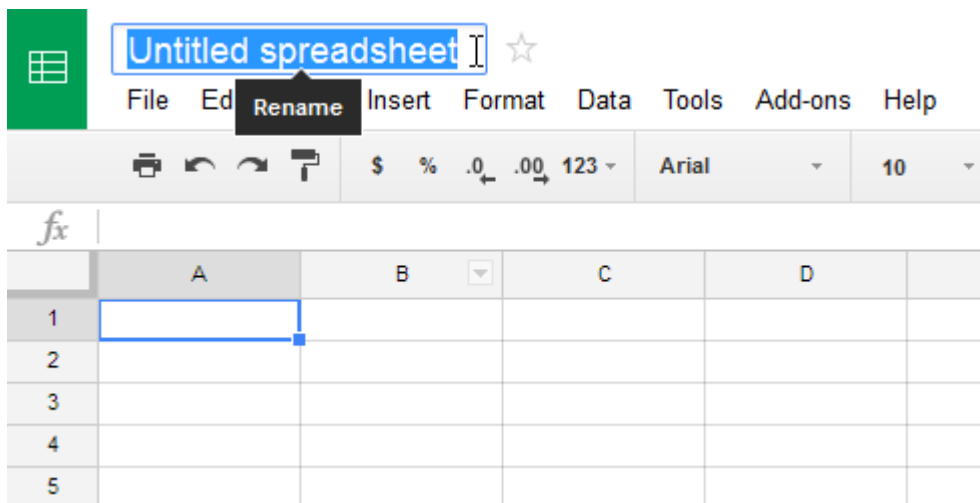 Untitled spreadsheet
File Ed Rename Insert Format Data Tools Add-ons Help
$ % .0 .00 123 Arial 10
fx
A B C D
1
2
3
4
5